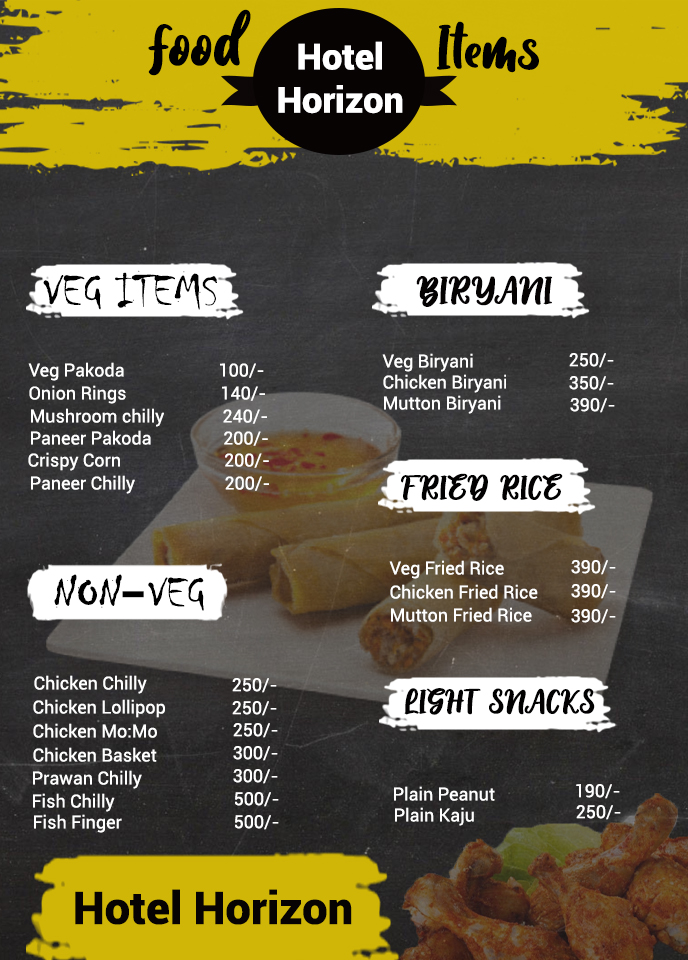 food Items
Hotel
Horizon
VEG ITEMS
Veg Pakoda 100/-
Onion Rings 140/-
Mushroom chilly 240/-
Paneer Pakoda 200/-
Crispy Corn 200/-
Paneer Chilly 200/-
NON-VEG
Chicken Chilly 250/-
Chicken Lollipop 250/-
Chicken Mo:Mo 250/-
Chicken Basket 300/-
Prawan Chilly 300/-
Fish Chilly 500/-
Fish Finger 500/-
BIRYANI
Veg Biryani 250/-
Chicken Biryani 350/-
Mutton Biryani 390/-
FRIED RICE
Veg Fried Rice 390/-
Chicken Fried Rice 390/-
Mutton Fried Rice 390/-
LIGHT SNACKS
Plain Peanut 190/-
Plain Kaju 250/-
Hotel Horizon